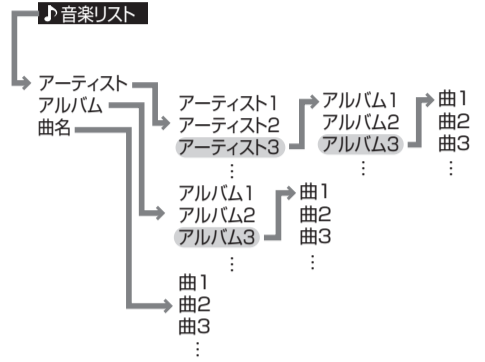 ♪音楽リスト
アーティスト
アルバム
曲名
アーティスト1
アーティスト2
アーティスト3
⋮
アルバム1
アルバム2
アルバム3
⋮
曲1
曲2
曲3
⋮
アルバム1
アルバム2
アルバム3
⋮
曲1
曲2
曲3
⋮
曲1
曲2
曲3
⋮